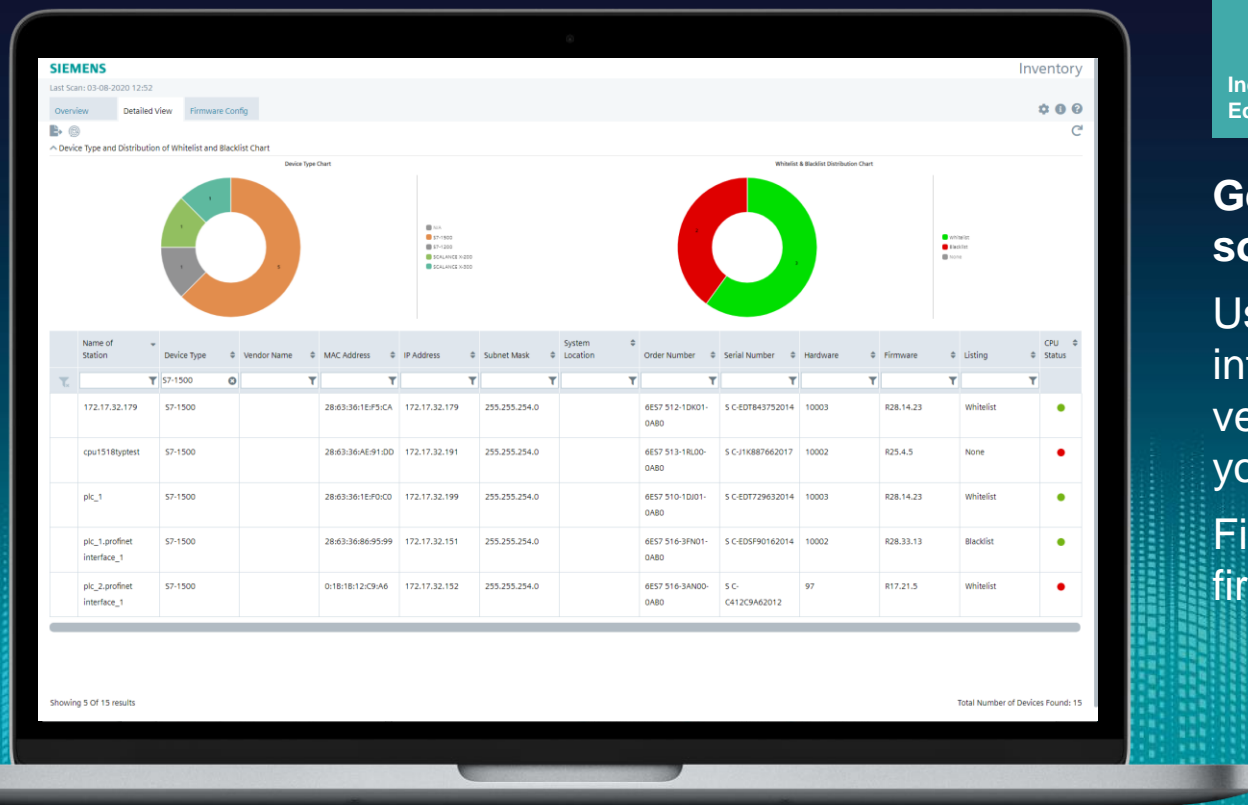 SIEMENS
Inventory
Last Scan: 03-08-2020 12:52
Overview Detailed View Firmware Config
Device Type and Distribution of Whitelist and Blacklist Chart
Device Type Chart
Whitelist & Blacklist Distribution Chart
N/A
S7-1500
S7-1200
SCALANCE X-200
SCALANCE X-300
Whitelist
Blacklist
None
Name of Station Device Type Vendor Name MAC Address IP Address Subnet Mask System Location Order Number Serial Number Hardware Firmware Listing CPU Status
S7-1500
172.17.32.179 S7-1500 28:63:36:1E:F5:CA 172.17.32.179 255.255.254.0 6ES7 512-1DK01-0AB0 S C-EDT843752014 10003 R28.14.23 Whitelist
cpu1518typtest S7-1500 28:63:36:AE:91:DD 172.17.32.191 255.255.254.0 6ES7 513-1RL00-0AB0 S C-J1K887662017 10002 R25.4.5 None
plc_1 S7-1500 28:63:36:1E:F0:C0 172.17.32.199 255.255.254.0 6ES7 510-1DJ01-0AB0 S C-EDT729632014 10003 R28.14.23 Whitelist
plc_1.profinet interface_1 S7-1500 28:63:36:86:95:99 172.17.32.151 255.255.254.0 6ES7 516-3FN01-0AB0 S C-EDSF90162014 10002 R28.33.13 Blacklist
plc_2.profinet interface_1 S7-1500 0:1B:1B:12:C9:A6 172.17.32.152 255.255.254.0 6ES7 516-3AN00-0AB0 S C-C412C9A62012 97 R17.21.5 Whitelist
Showing 5 Of 15 results
Total Number of Devices Found: 15